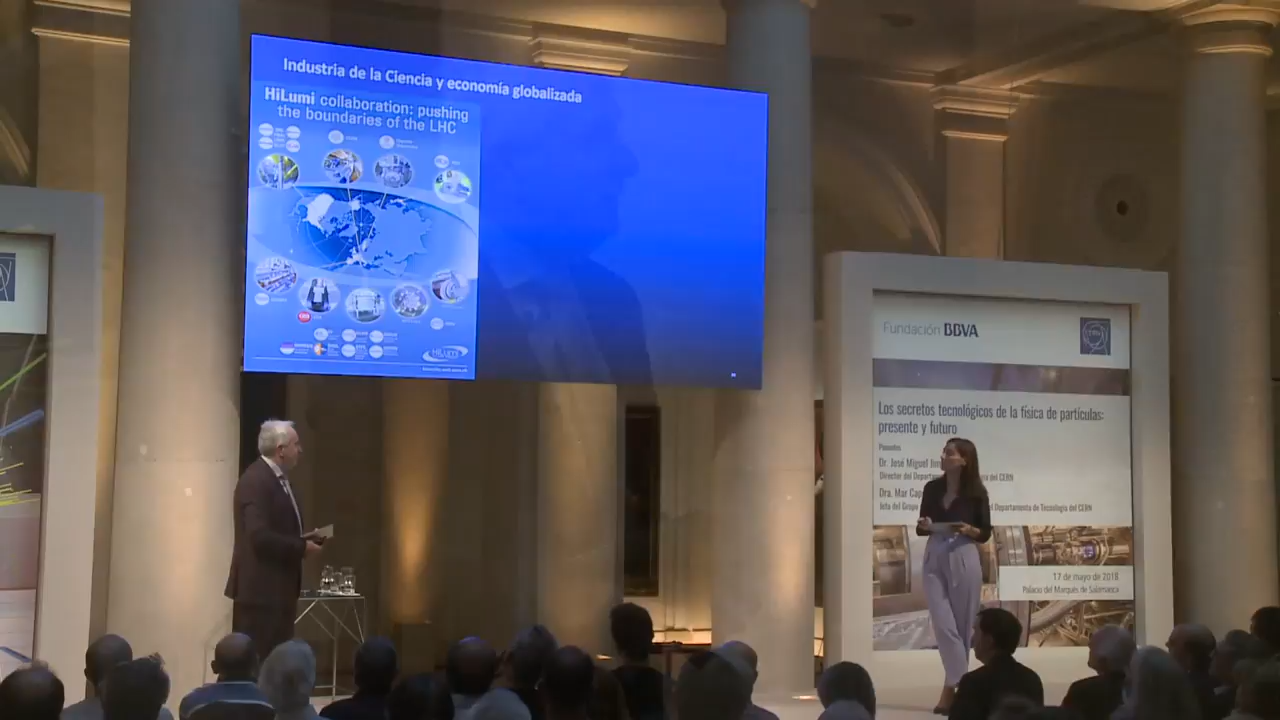 Industria de la Ciencia y economía globalizada
HiLumi collaboration: pushing
the boundaries of the LHC
HiLumi
Fundación BBVA
Los secretos tecnológicos de la física de partículas:
presente y futuro
Ponentes
Dr. José Miguel
Director del del CERN
Dra. Mar
Jefa del Grupo l Departamento de Tecnología del CERN
17 de mayo de 2018
Palacio del Marqués de Salamanca